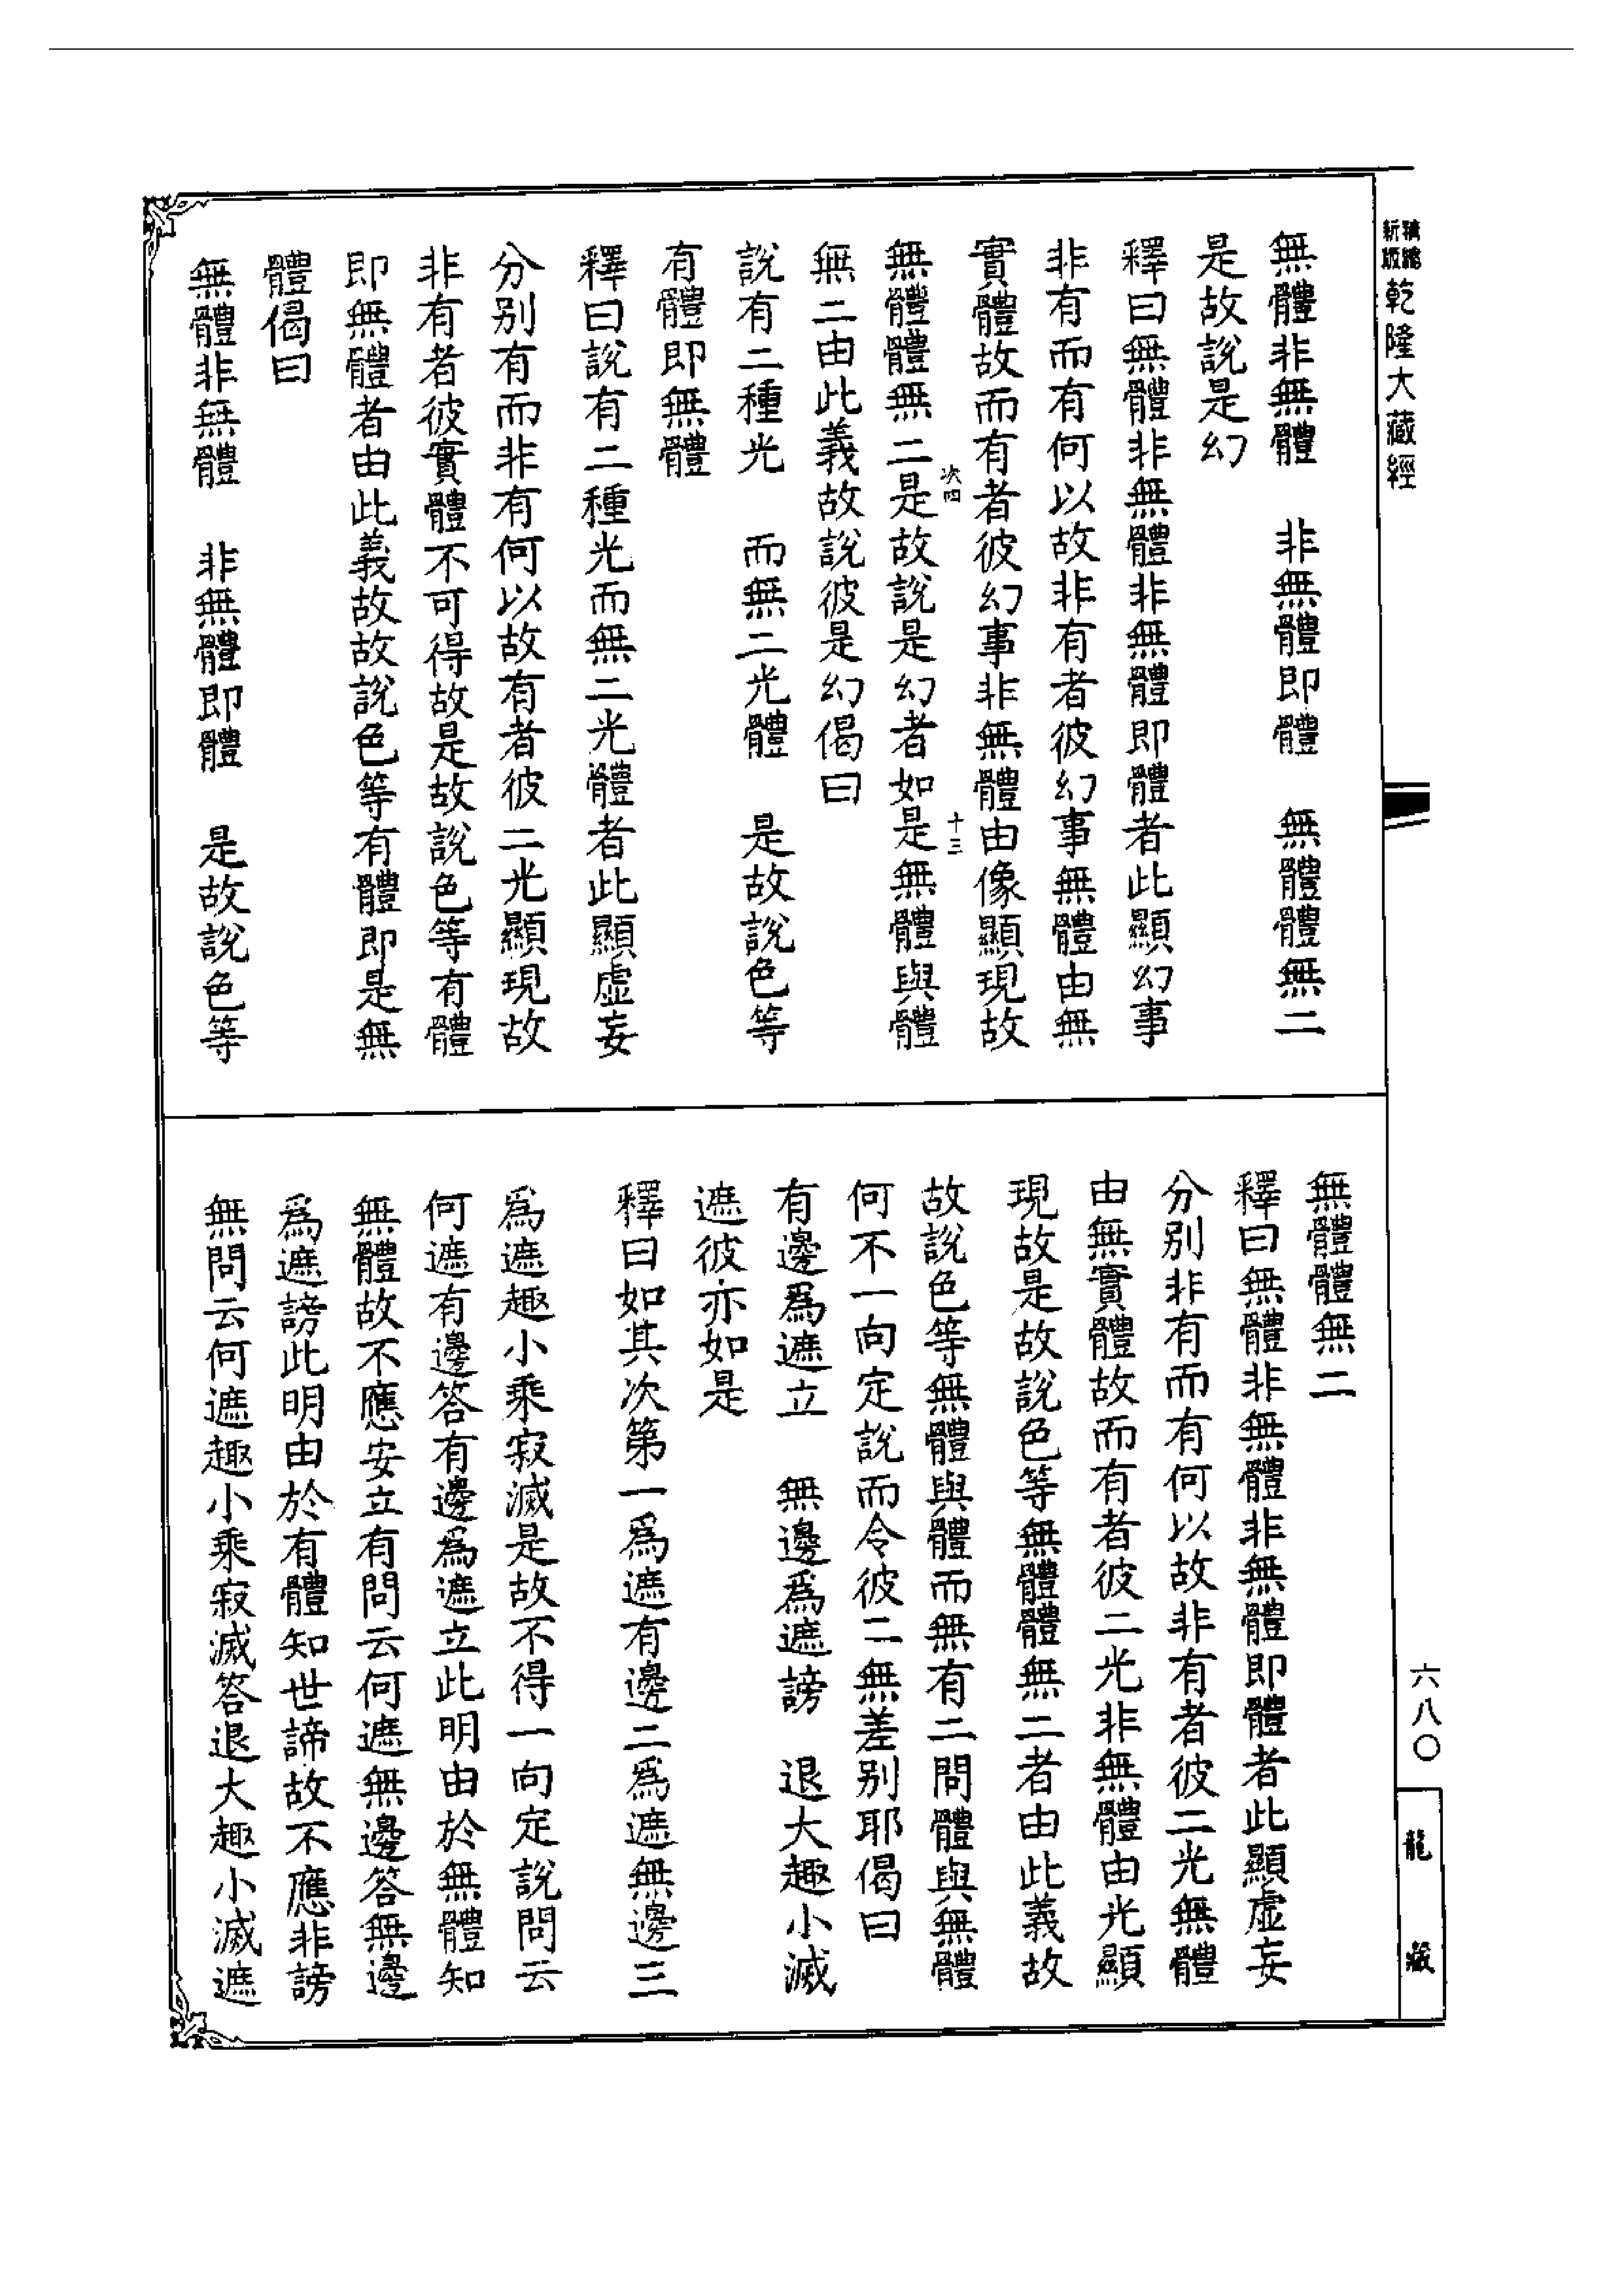 新版
精縮
乾隆大藏經
無體非無體　非無體即體　無體體無二
是故說是幻
釋曰無體非無體非無體即體者此顯幻事
非有而有何以故非有者彼幻事無體由無
實體故而有者彼幻事非無體由像顯現故
次四
十三
無體體無二是故說是幻者如是無體與體
無二由此義故說彼是幻偈曰
說有二種光　而無二光體　是故說色等
有體即無體
釋曰說有二種光而無二光體者此顯虛妄
分別有而非有何以故有者彼二光顯現故
非有者彼實體不可得故是故說色等有體
即無體者由此義故故說色等有體即是無
體偈曰
無體非無體　非無體即體　是故說色等
無體體無二
釋曰無體非無體非無體即體者此顯虛妄
分別非有而有何以故非有者彼二光無體
由無實體故而有者彼二光非無體由光顯
現故是故說色等無體體無二者由此義故
故說色等無體與體而無有二問體與無體
何不一向定說而令彼二無差別耶偈曰
有邊爲遮立　無邊爲遮謗　退大趣小滅
遮彼亦如是
釋曰如其次第一爲遮有邊二爲遮無邊三
爲遮趣小乘寂滅是故不得一向定說問云
何遮有邊答有邊爲遮立此明由於無體知
無體故不應安立有問云何遮無邊答無邊
爲遮謗此明由於有體知世諦故不應非謗
無問云何遮趣小乘寂滅答退大趣小滅遮
六八〇
龍藏